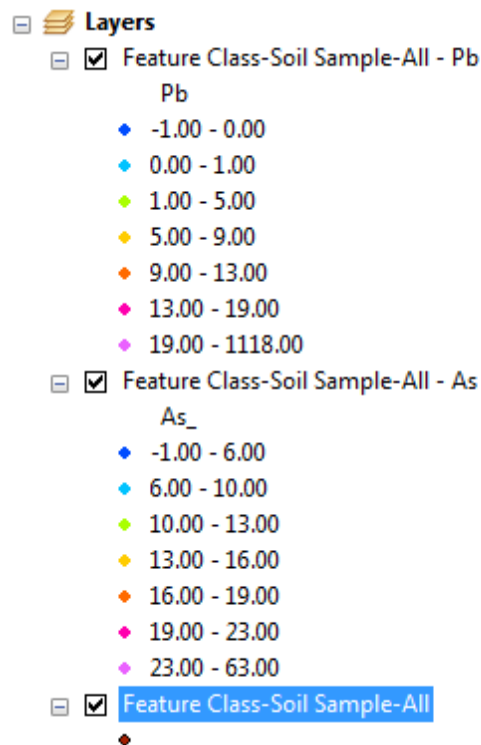 Layers
Feature Class-Soil Sample-All - Pb
Pb
-1.00 - 0.00
0.00 - 1.00
1.00 - 5.00
5.00 - 9.00
9.00 - 13.00
13.00 - 19.00
19.00 - 1118.00
Feature Class-Soil Sample-All - As
As_
-1.00 - 6.00
6.00 - 10.00
10.00 - 13.00
13.00 - 16.00
16.00 - 19.00
19.00 - 23.00
23.00 - 63.00
Feature Class-Soil Sample-All